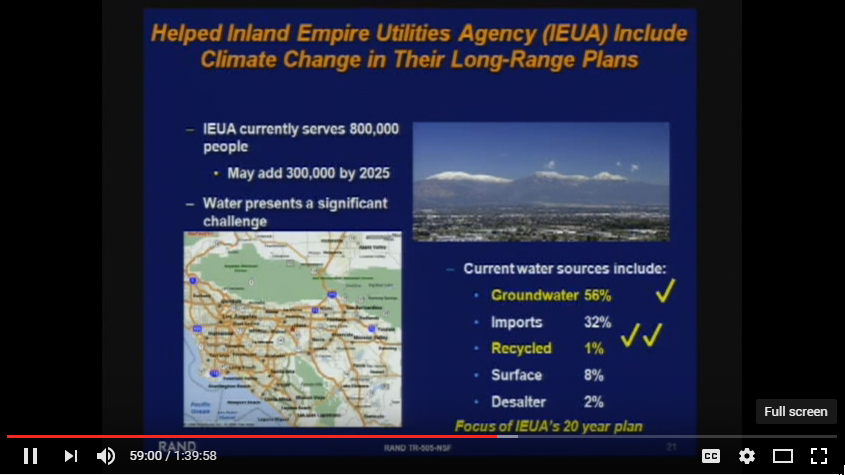 Helped Inland Empire Utilities Agency (IEUA) Include
Climate Change in Their Long-Range Plans
– IEUA currently serves 800,000
people
• May add 300,000 by 2025
– Water presents a significant
challenge
Pacific
Ocean
– Current water sources include:
• Groundwater 56%
• Imports 32%
• Recycled 1%
• Surface 8%
• Desalter 2%
Focus of IEUA's 20 year plan
RAND
RAND TR-505-NSF
21
Full screen
59:00 / 1:39:58
CC